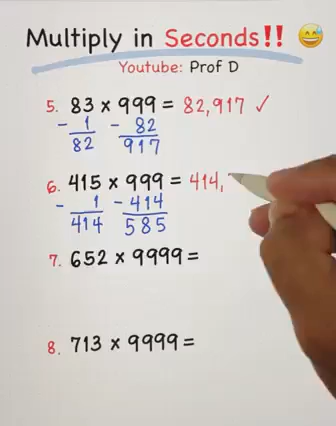 Multiply in Seconds!! 😅
Youtube: Prof D
5. 83 × 999 = 82,917 ✓
- 1 - 82
82 917
6. 415 × 999 = 414,
- 1 - 414
414 585
7. 652 × 9999 =
8. 713 × 9999 =